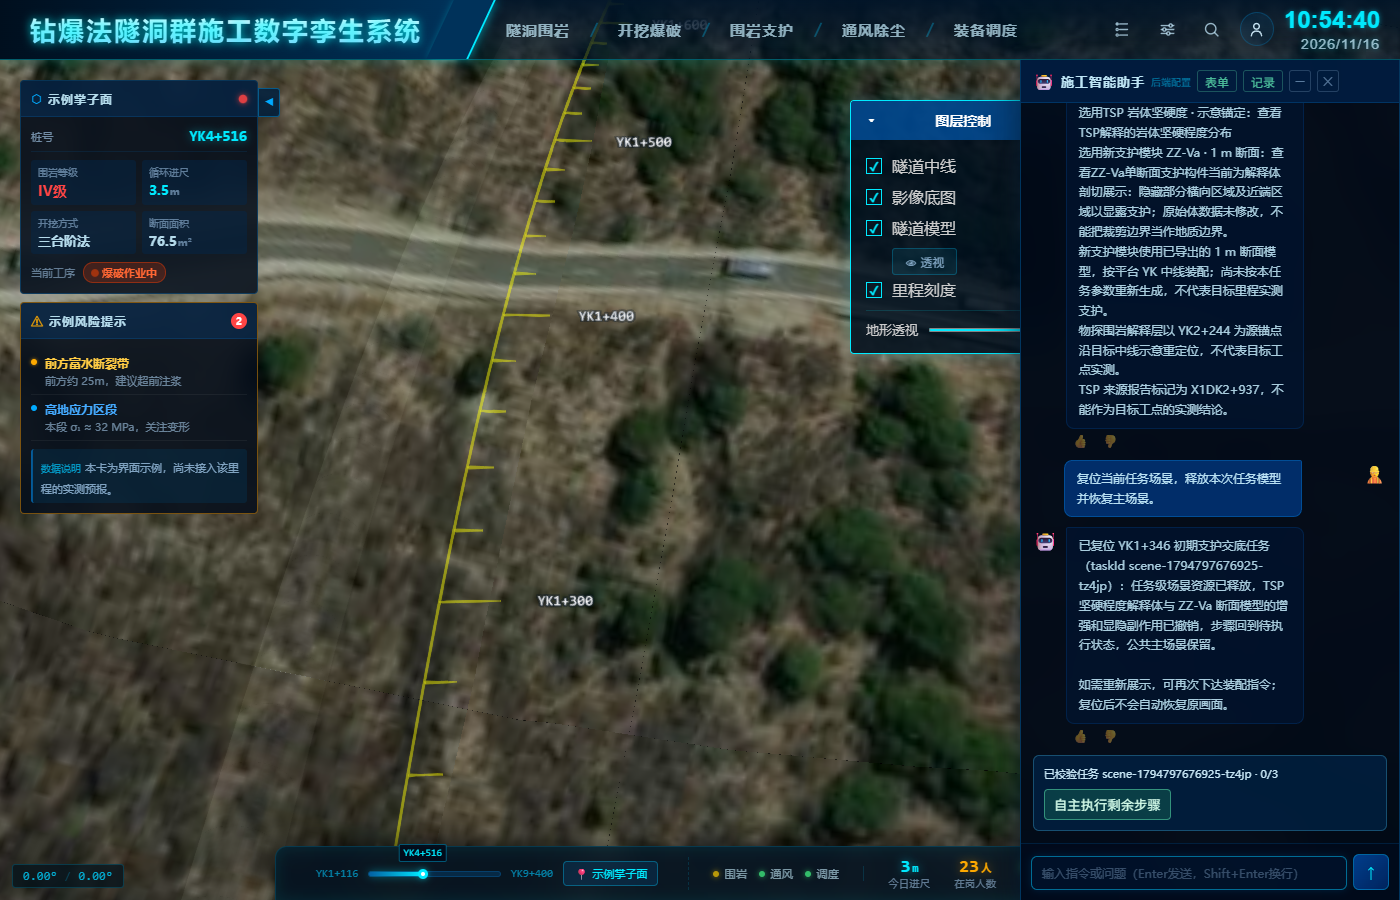 钻爆法隧洞群施工数字孪生系统
隧洞围岩 / 开挖爆破 / 围岩支护 / 通风除尘 / 装备调度
10:54:40
2026/11/16
示例掌子面
桩号 YK4+516
围岩等级 循环进尺
IV级 3.5m
开挖方式 断面面积
三台阶法 76.5m²
当前工序 爆破作业中
示例风险提示 2
前方富水断裂带
前方约 25m，建议超前注浆
高地应力区段
本段 σ₁ ≈ 32 MPa，关注变形
数据说明 本卡为界面示例，尚未接入该里
程的实测预报。
YK1+500
YK1+400
YK1+300
图层控制
隧道中线
影像底图
隧道模型
透视
里程刻度
地形透视
施工智能助手 后端配置 表单 记录
选用TSP 岩体坚硬度 · 示意锚定：查看
TSP解释的岩体坚硬程度分布
选用新支护模块 ZZ-Va · 1 m 断面：查
看ZZ-Va单断面支护构件当前为解释体
剖切展示：隐藏部分横向区域及近端区
域以显露支护；原始体数据未修改，不
能把裁剪边界当作地质边界。
新支护模块使用已导出的 1 m 断面模
型，按平台 YK 中线装配；尚未按本任
务参数重新生成，不代表目标里程实测
支护。
物探围岩解释层以 YK2+244 为源锚点
沿目标中线示意重定位，不代表目标工
点实测。
TSP 来源报告标记为 X1DK2+937，不
能作为目标工点的实测结论。
复位当前任务场景，释放本次任务模型
并恢复主场景。
已复位 YK1+346 初期支护交底任务
（taskId scene-1794797676925-
tz4jp）：任务级场景资源已释放，TSP
坚硬程度解释体与 ZZ-Va 断面模型的增
强和显隐副作用已撤销，步骤回到待执
行状态，公共主场景保留。
如需重新展示，可再次下达装配指令；
复位后不会自动恢复原画面。
已校验任务 scene-1794797676925-tz4jp · 0/3
自主执行剩余步骤
输入指令或问题（Enter发送，Shift+Enter换行） ↑
0.00° / 0.00°
YK4+516
YK1+116 YK9+400
示例掌子面
围岩 通风 调度
3m
今日进尺
23人
在岗人数